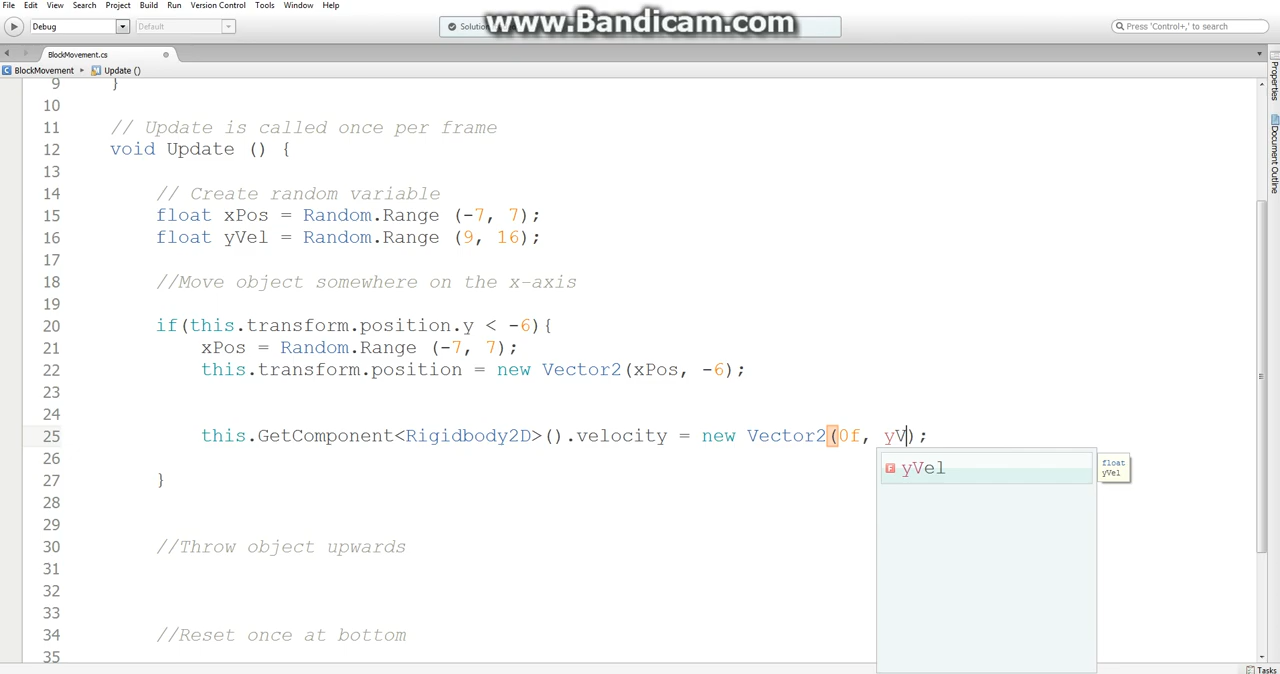 File Edit View Search Project Build Run Version Control Tools Window Help
www.Bandicam.com
Debug Default Solution Press 'Control+,' to search
BlockMovement.cs
BlockMovement ▸ Update ()
9 }
10
11 // Update is called once per frame
12 void Update () {
13
14 // Create random variable
15 float xPos = Random.Range (-7, 7);
16 float yVel = Random.Range (9, 16);
17
18 //Move object somewhere on the x-axis
19
20 if(this.transform.position.y < -6){
21 xPos = Random.Range (-7, 7);
22 this.transform.position = new Vector2(xPos, -6);
23
24
25 this.GetComponent<Rigidbody2D>().velocity = new Vector2(0f, yV);
26
yVel
float
yVel
27 }
28
29
30 //Throw object upwards
31
32
33
34 //Reset once at bottom
35
Properties
Document Outline
Tasks